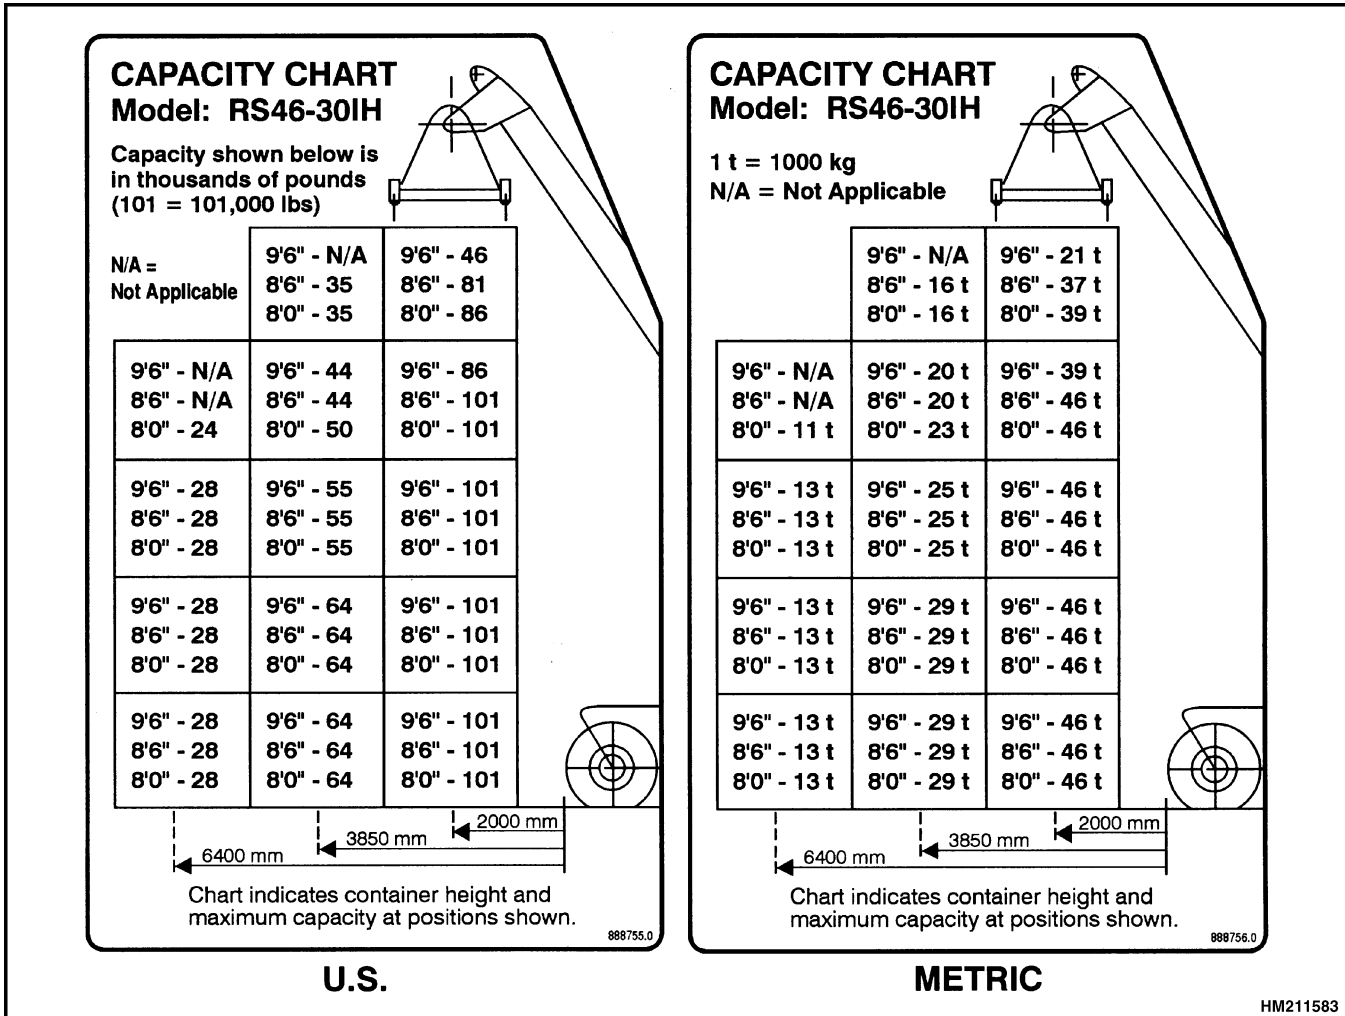 CAPACITY CHART
Model: RS46-30IH
Capacity shown below is
in thousands of pounds
(101 = 101,000 lbs)
N/A =
Not Applicable
9'6" - N/A
8'6" - 35
8'0" - 35
9'6" - 46
8'6" - 81
8'0" - 86
9'6" - N/A
8'6" - N/A
8'0" - 24
9'6" - 44
8'6" - 44
8'0" - 50
9'6" - 86
8'6" - 101
8'0" - 101
9'6" - 28
8'6" - 28
8'0" - 28
9'6" - 55
8'6" - 55
8'0" - 55
9'6" - 101
8'6" - 101
8'0" - 101
9'6" - 28
8'6" - 28
8'0" - 28
9'6" - 64
8'6" - 64
8'0" - 64
9'6" - 101
8'6" - 101
8'0" - 101
9'6" - 28
8'6" - 28
8'0" - 28
9'6" - 64
8'6" - 64
8'0" - 64
9'6" - 101
8'6" - 101
8'0" - 101
2000 mm
3850 mm
6400 mm
Chart indicates container height and
maximum capacity at positions shown.
888755.0
U.S.
CAPACITY CHART
Model: RS46-30IH
1 t = 1000 kg
N/A = Not Applicable
9'6" - N/A
8'6" - 16 t
8'0" - 16 t
9'6" - 21 t
8'6" - 37 t
8'0" - 39 t
9'6" - N/A
8'6" - N/A
8'0" - 11 t
9'6" - 20 t
8'6" - 20 t
8'0" - 23 t
9'6" - 39 t
8'6" - 46 t
8'0" - 46 t
9'6" - 13 t
8'6" - 13 t
8'0" - 13 t
9'6" - 25 t
8'6" - 25 t
8'0" - 25 t
9'6" - 46 t
8'6" - 46 t
8'0" - 46 t
9'6" - 13 t
8'6" - 13 t
8'0" - 13 t
9'6" - 29 t
8'6" - 29 t
8'0" - 29 t
9'6" - 46 t
8'6" - 46 t
8'0" - 46 t
9'6" - 13 t
8'6" - 13 t
8'0" - 13 t
9'6" - 29 t
8'6" - 29 t
8'0" - 29 t
9'6" - 46 t
8'6" - 46 t
8'0" - 46 t
2000 mm
3850 mm
6400 mm
Chart indicates container height and
maximum capacity at positions shown.
888756.0
METRIC
HM211583